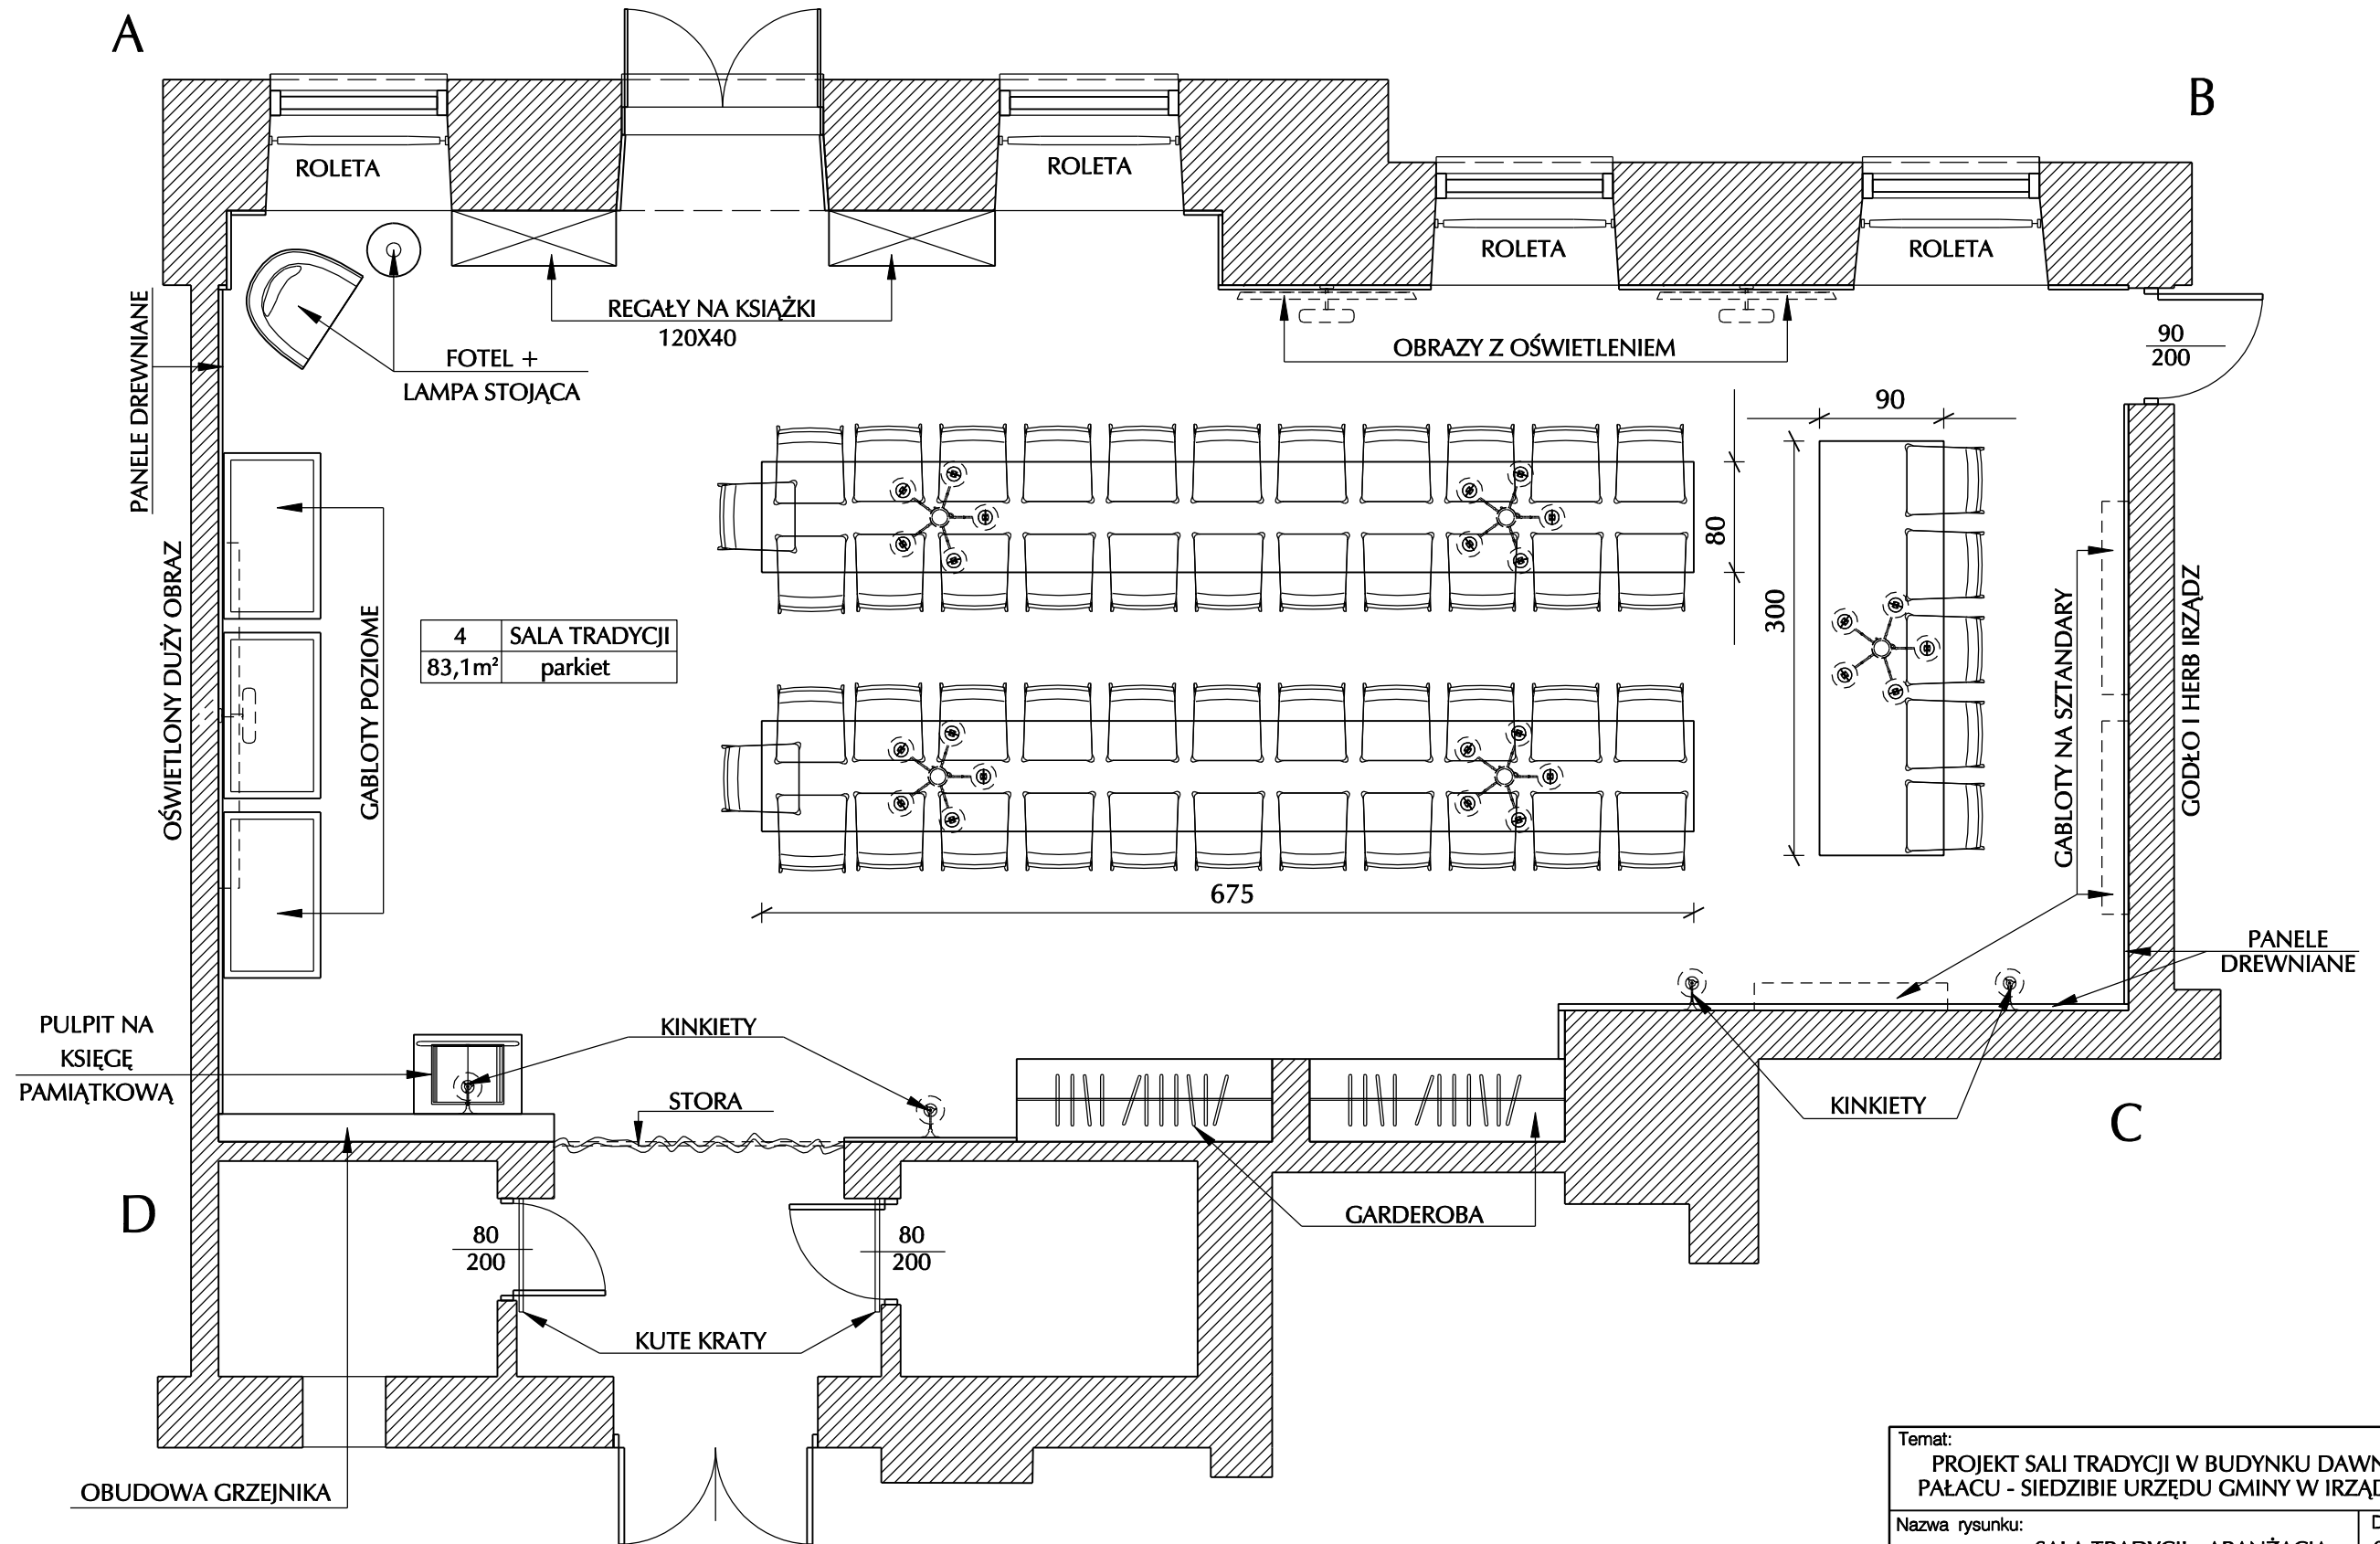 A
B
ROLETA
ROLETA
ROLETA
ROLETA
REGAŁY NA KSIĄŻKI
120X40
FOTEL +
LAMPA STOJĄCA
OBRAZY Z OŚWIETLENIEM
90
200
PANELE DREWNIANE
90
80
300
OŚWIETLONY DUŻY OBRAZ
GABLOTY POZIOME
4 SALA TRADYCJI
83,1m² parkiet
GABLOTY NA SZTANDARY
GODŁO I HERB IRZĄDZ
675
PANELE
DREWNIANE
PULPIT NA
KSIĘGĘ
PAMIĄTKOWĄ
KINKIETY
STORA
KINKIETY
C
D
GARDEROBA
80
200
80
200
KUTE KRATY
OBUDOWA GRZEJNIKA
Temat:
PROJEKT SALI TRADYCJI W BUDYNKU DAWN
PAŁACU - SIEDZIBIE URZĘDU GMINY W IRZĄD
Nazwa rysunku:
SALA TRADYCJI - ARANŻACJA